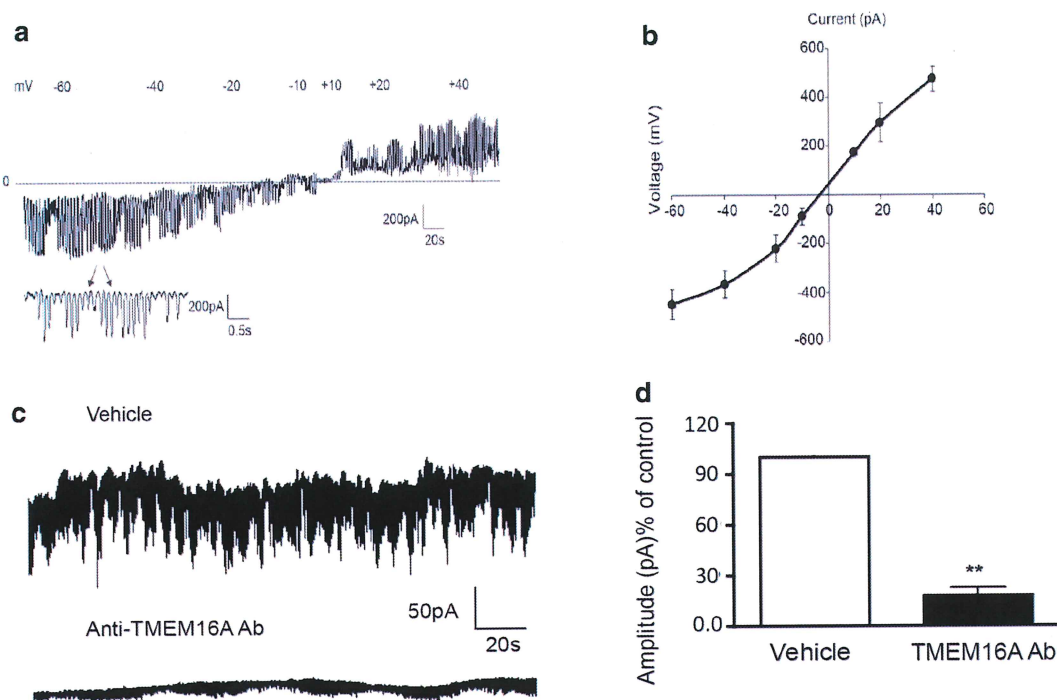 a
mV -60 -40 -20 -10 +10 +20 +40
0
200pA
20s
200pA
0.5s
b
Current (pA)
Voltage (mV)
600
400
200
0
-200
-400
-600
-60 -40 -20 0 20 40 60
c
Vehicle
50pA
20s
Anti-TMEM16A Ab
d
Amplitude (pA)% of control
120
90
60
30
0.0
**
Vehicle TMEM16A Ab